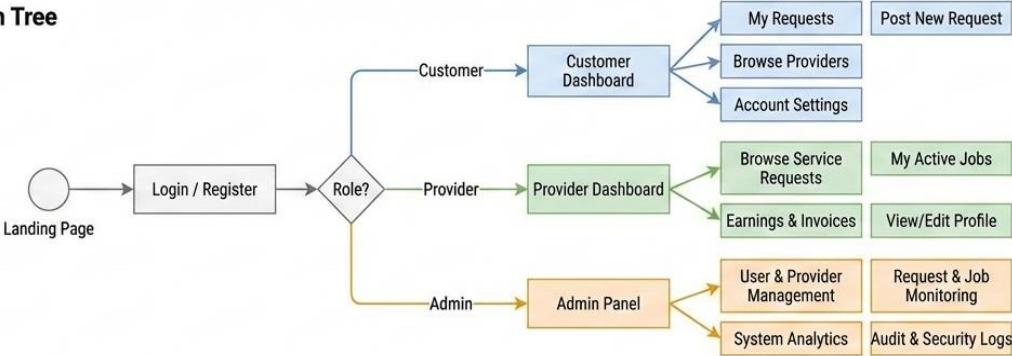 Tree
My Requests
Post New Request
Customer
Customer
Dashboard
Browse Providers
Account Settings
Landing Page
Login / Register
Role?
Provider
Provider Dashboard
Browse Service
Requests
My Active Jobs
Earnings & Invoices
View/Edit Profile
Admin
Admin Panel
User & Provider
Management
Request & Job
Monitoring
System Analytics
Audit & Security Logs